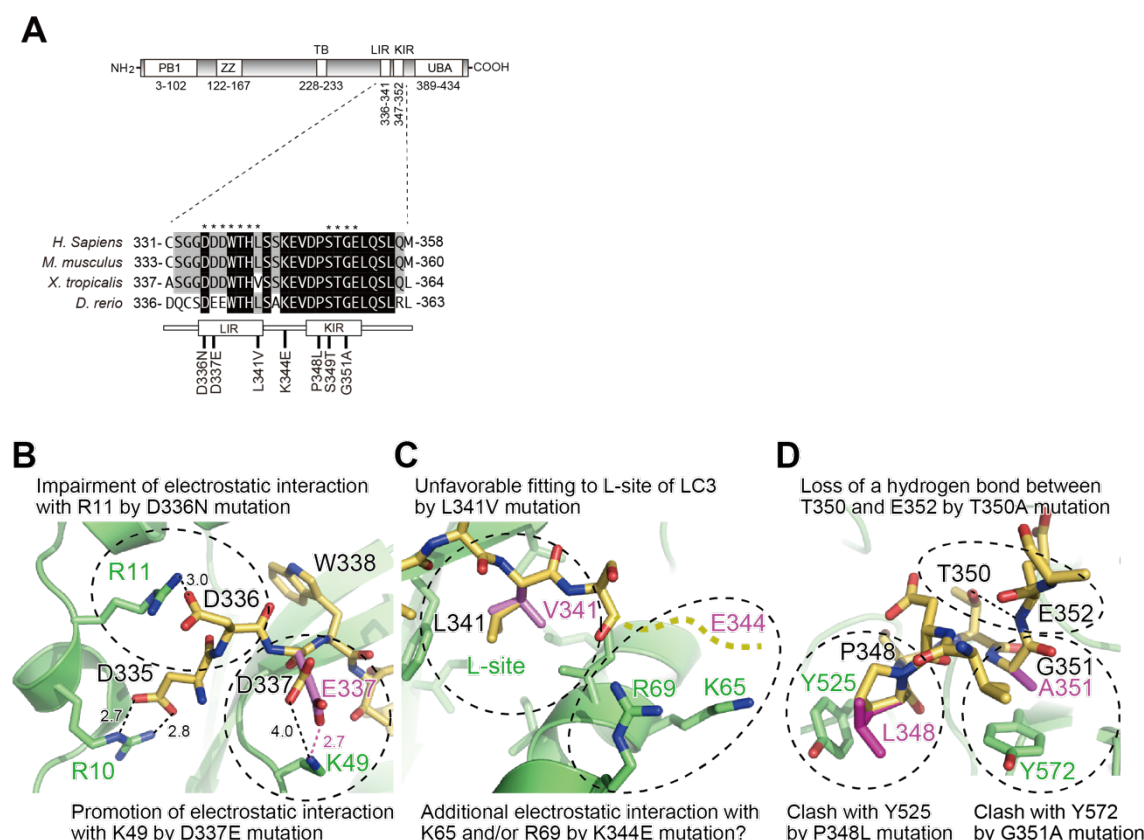 A
TB LIR KIR
NH2 PB1 ZZ UBA COOH
3-102 122-167 228-233 336-341 347-352 389-434
* * * * * * * * * * *
H. Sapiens 331- CSGGDDDWTHLSSKEVDPSTGELQSLQM -358
M. musculus 333- CSGGDDDWTHLSSKEVDPSTGELQSLQM -360
X. tropicalis 337- ASGGDDDWTHVSSKEVDPSTGELQSLQL -364
D. rerio 336- DQCSDEEWTHLSAKEVDPSTGELQSLRL -363
LIR KIR
D336N D337E L341V K344E P348L S349T G351A
B
Impairment of electrostatic interaction
with R11 by D336N mutation
R11 3.0 D336 W338
D335 D337 E337
2.7 2.8 4.0 2.7
R10 K49
Promotion of electrostatic interaction
with K49 by D337E mutation
C
Unfavorable fitting to L-site of LC3
by L341V mutation
L341 V341 E344
L-site R69 K65
Additional electrostatic interaction with
K65 and/or R69 by K344E mutation?
D
Loss of a hydrogen bond between
T350 and E352 by T350A mutation
T350 E352
P348 G351
Y525 A351
L348 Y572
Clash with Y525
by P348L mutation
Clash with Y572
by G351A mutation